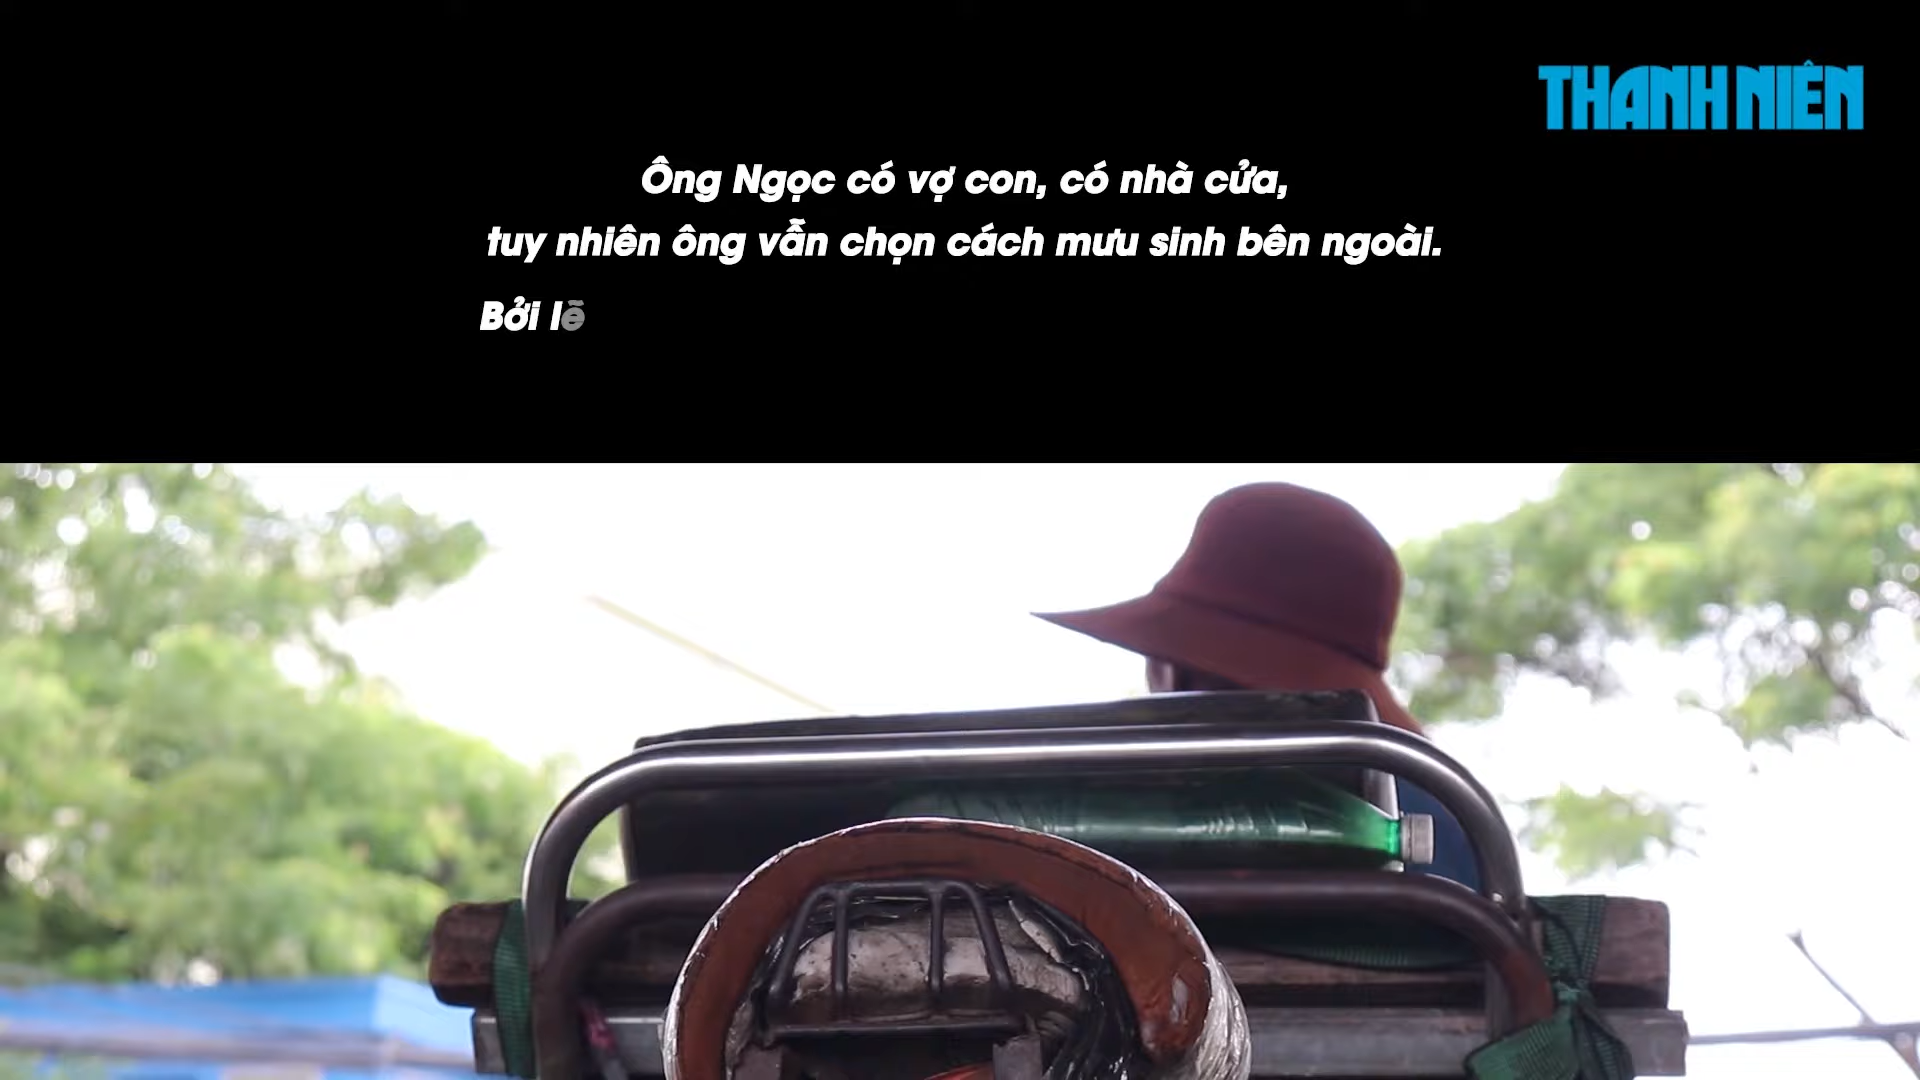 THANH NIÊN
Ông Ngọc có vợ con, có nhà cửa,
tuy nhiên ông vẫn chọn cách mưu sinh bên ngoài.
Bởi lẽ